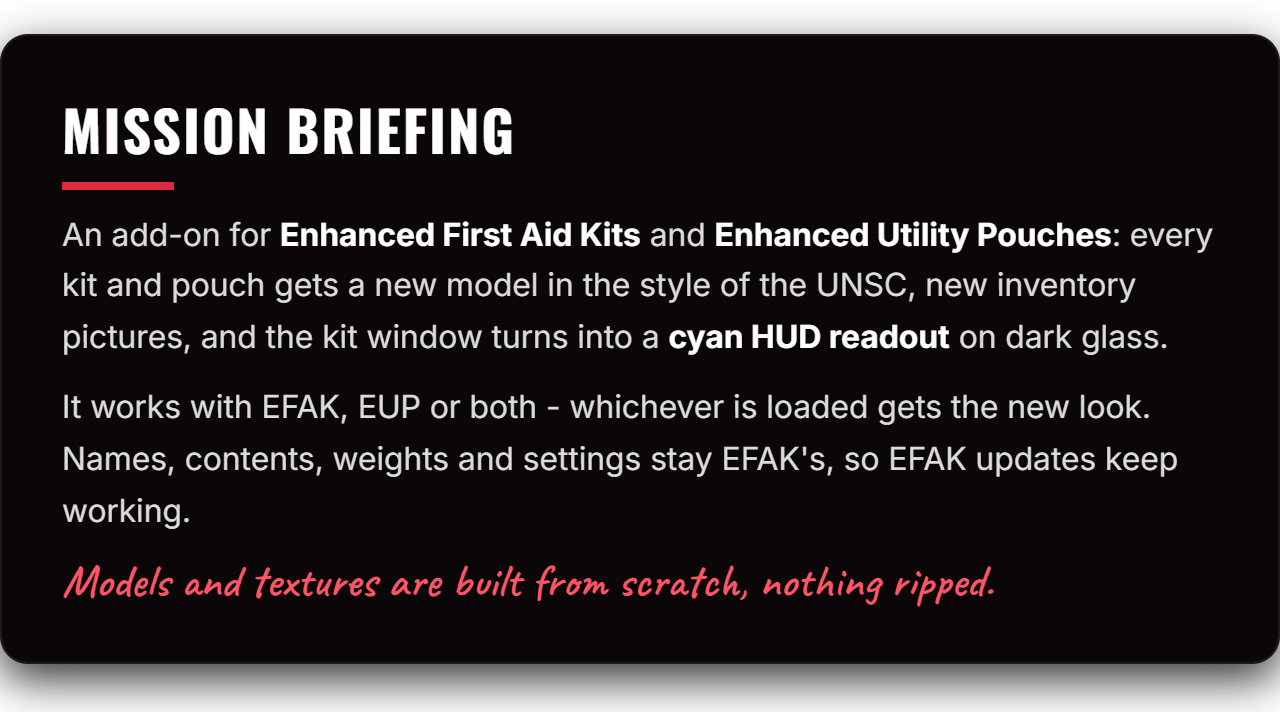 MISSION BRIEFING
An add-on for Enhanced First Aid Kits and Enhanced Utility Pouches: every
kit and pouch gets a new model in the style of the UNSC, new inventory
pictures, and the kit window turns into a cyan HUD readout on dark glass.
It works with EFAK, EUP or both - whichever is loaded gets the new look.
Names, contents, weights and settings stay EFAK's, so EFAK updates keep
working.
Models and textures are built from scratch, nothing ripped.